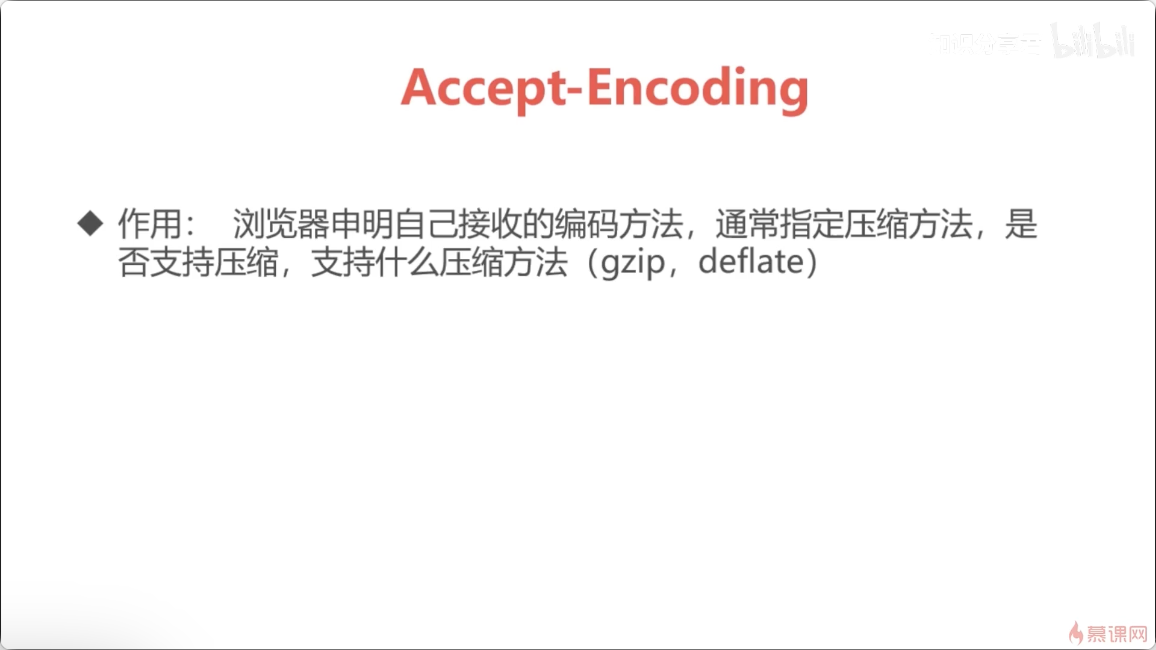 bilibili
Accept-Encoding
◆ 作用： 浏览器申明自己接收的编码方法，通常指定压缩方法，是
否支持压缩，支持什么压缩方法（gzip，deflate）
慕课网